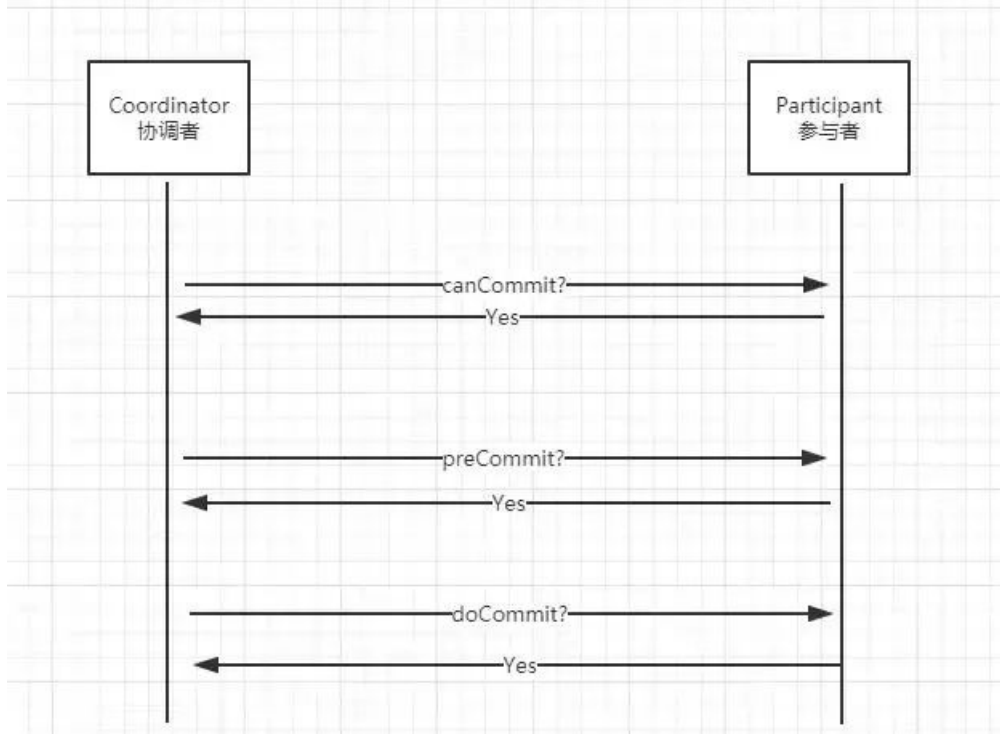 Coordinator
协调者
Participant
参与者
canCommit?
Yes
preCommit?
Yes
doCommit?
Yes